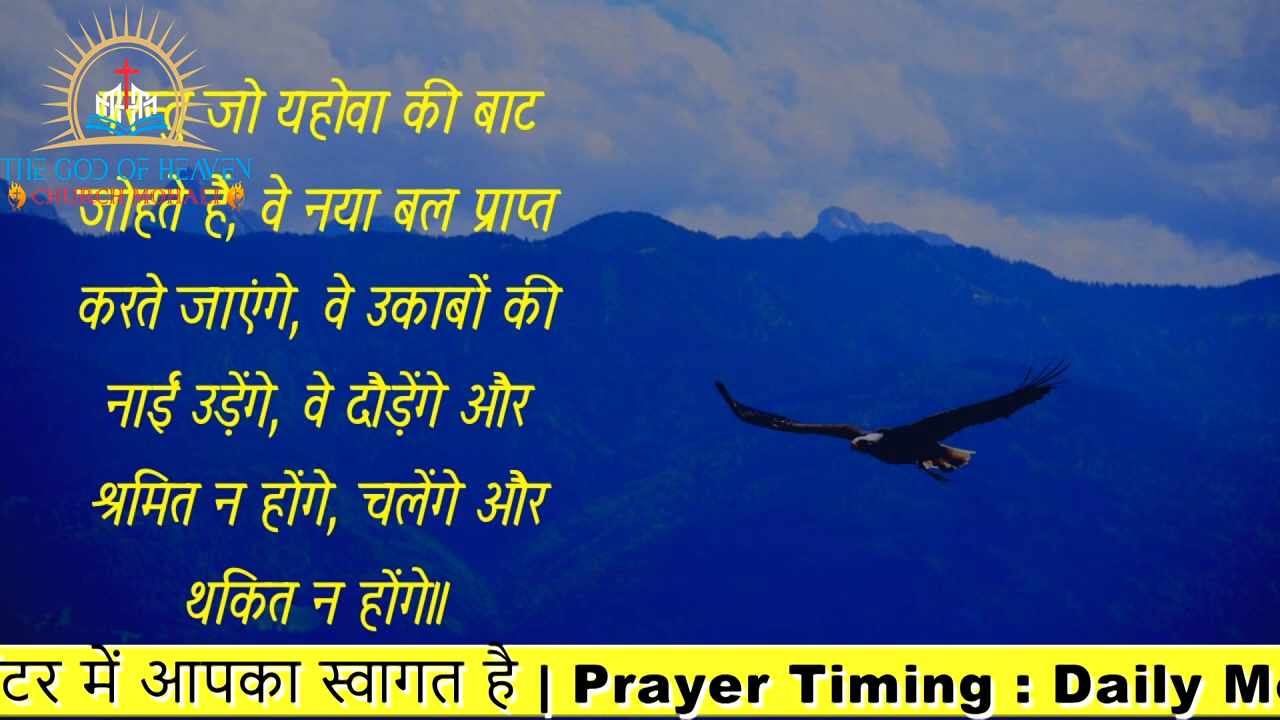 जो यहोवा की बाट
THE GOD OF HEAVEN
CHURCH MOHALI
जोहते हैं, वे नया बल प्राप्त
करते जाएंगे, वे उकाबों की
नाईं उड़ेंगे, वे दौड़ेंगे और
श्रमित न होंगे, चलेंगे और
थकित न होंगे॥
टर में आपका स्वागत है | Prayer Timing : Daily M